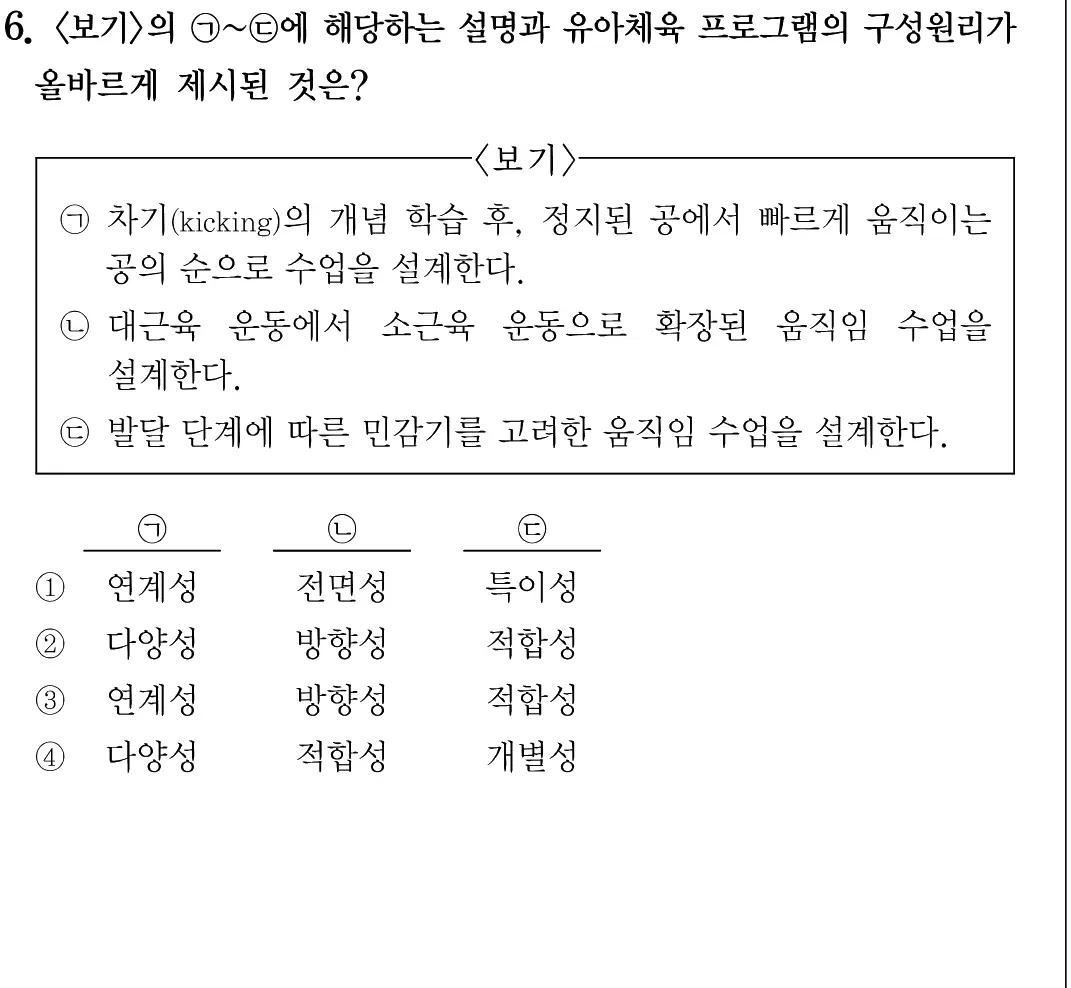 6. 〈보기〉의 ㉠~㉢에 해당하는 설명과 유아체육 프로그램의 구성원리가
올바르게 제시된 것은?
〈보기〉
㉠ 차기(kicking)의 개념 학습 후, 정지된 공에서 빠르게 움직이는
공의 순으로 수업을 설계한다.
㉡ 대근육 운동에서 소근육 운동으로 확장된 움직임 수업을
설계한다.
㉢ 발달 단계에 따른 민감기를 고려한 움직임 수업을 설계한다.
㉠ ㉡ ㉢
① 연계성 전면성 특이성
② 다양성 방향성 적합성
③ 연계성 방향성 적합성
④ 다양성 적합성 개별성